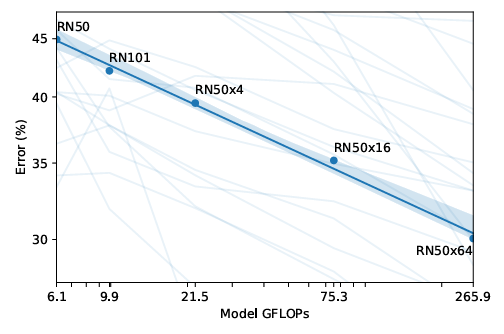 RN50
RN101
RN50x4
RN50x16
RN50x64
45
40
35
30
Error (%)
6.1 9.9 21.5 75.3 265.9
Model GFLOPs